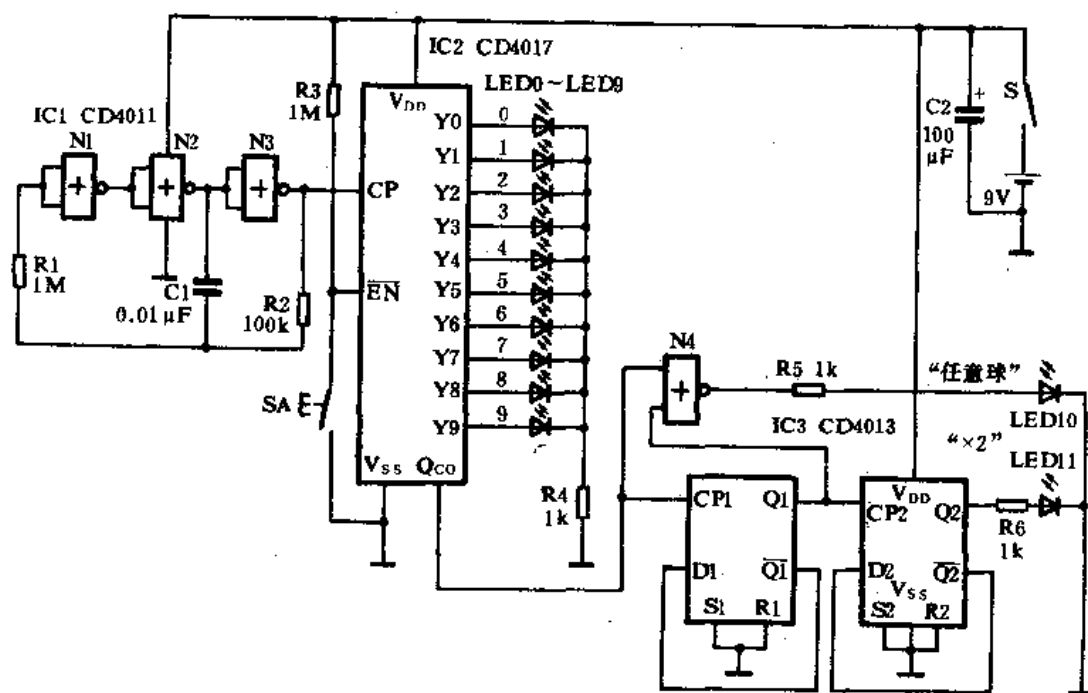 IC2 CD4017
LED0～LED9
R3
1M
IC1 CD4011
N1
N2
N3
VDD
CP
EN
VSS
QCO
Y0
Y1
Y2
Y3
Y4
Y5
Y6
Y7
Y8
Y9
0
1
2
3
4
5
6
7
8
9
R1
1M
C1
0.01μF
R2
100k
SA
R4
1k
C2
100
μF
+
S
9V
N4
R5 1k
“任意球”
LED10
IC3 CD4013
“×2”
LED11
CP1
Q1
D1
Q1
S1
R1
VDD
CP2
Q2
D2
VSS
Q2
S2
R2
R6
1k